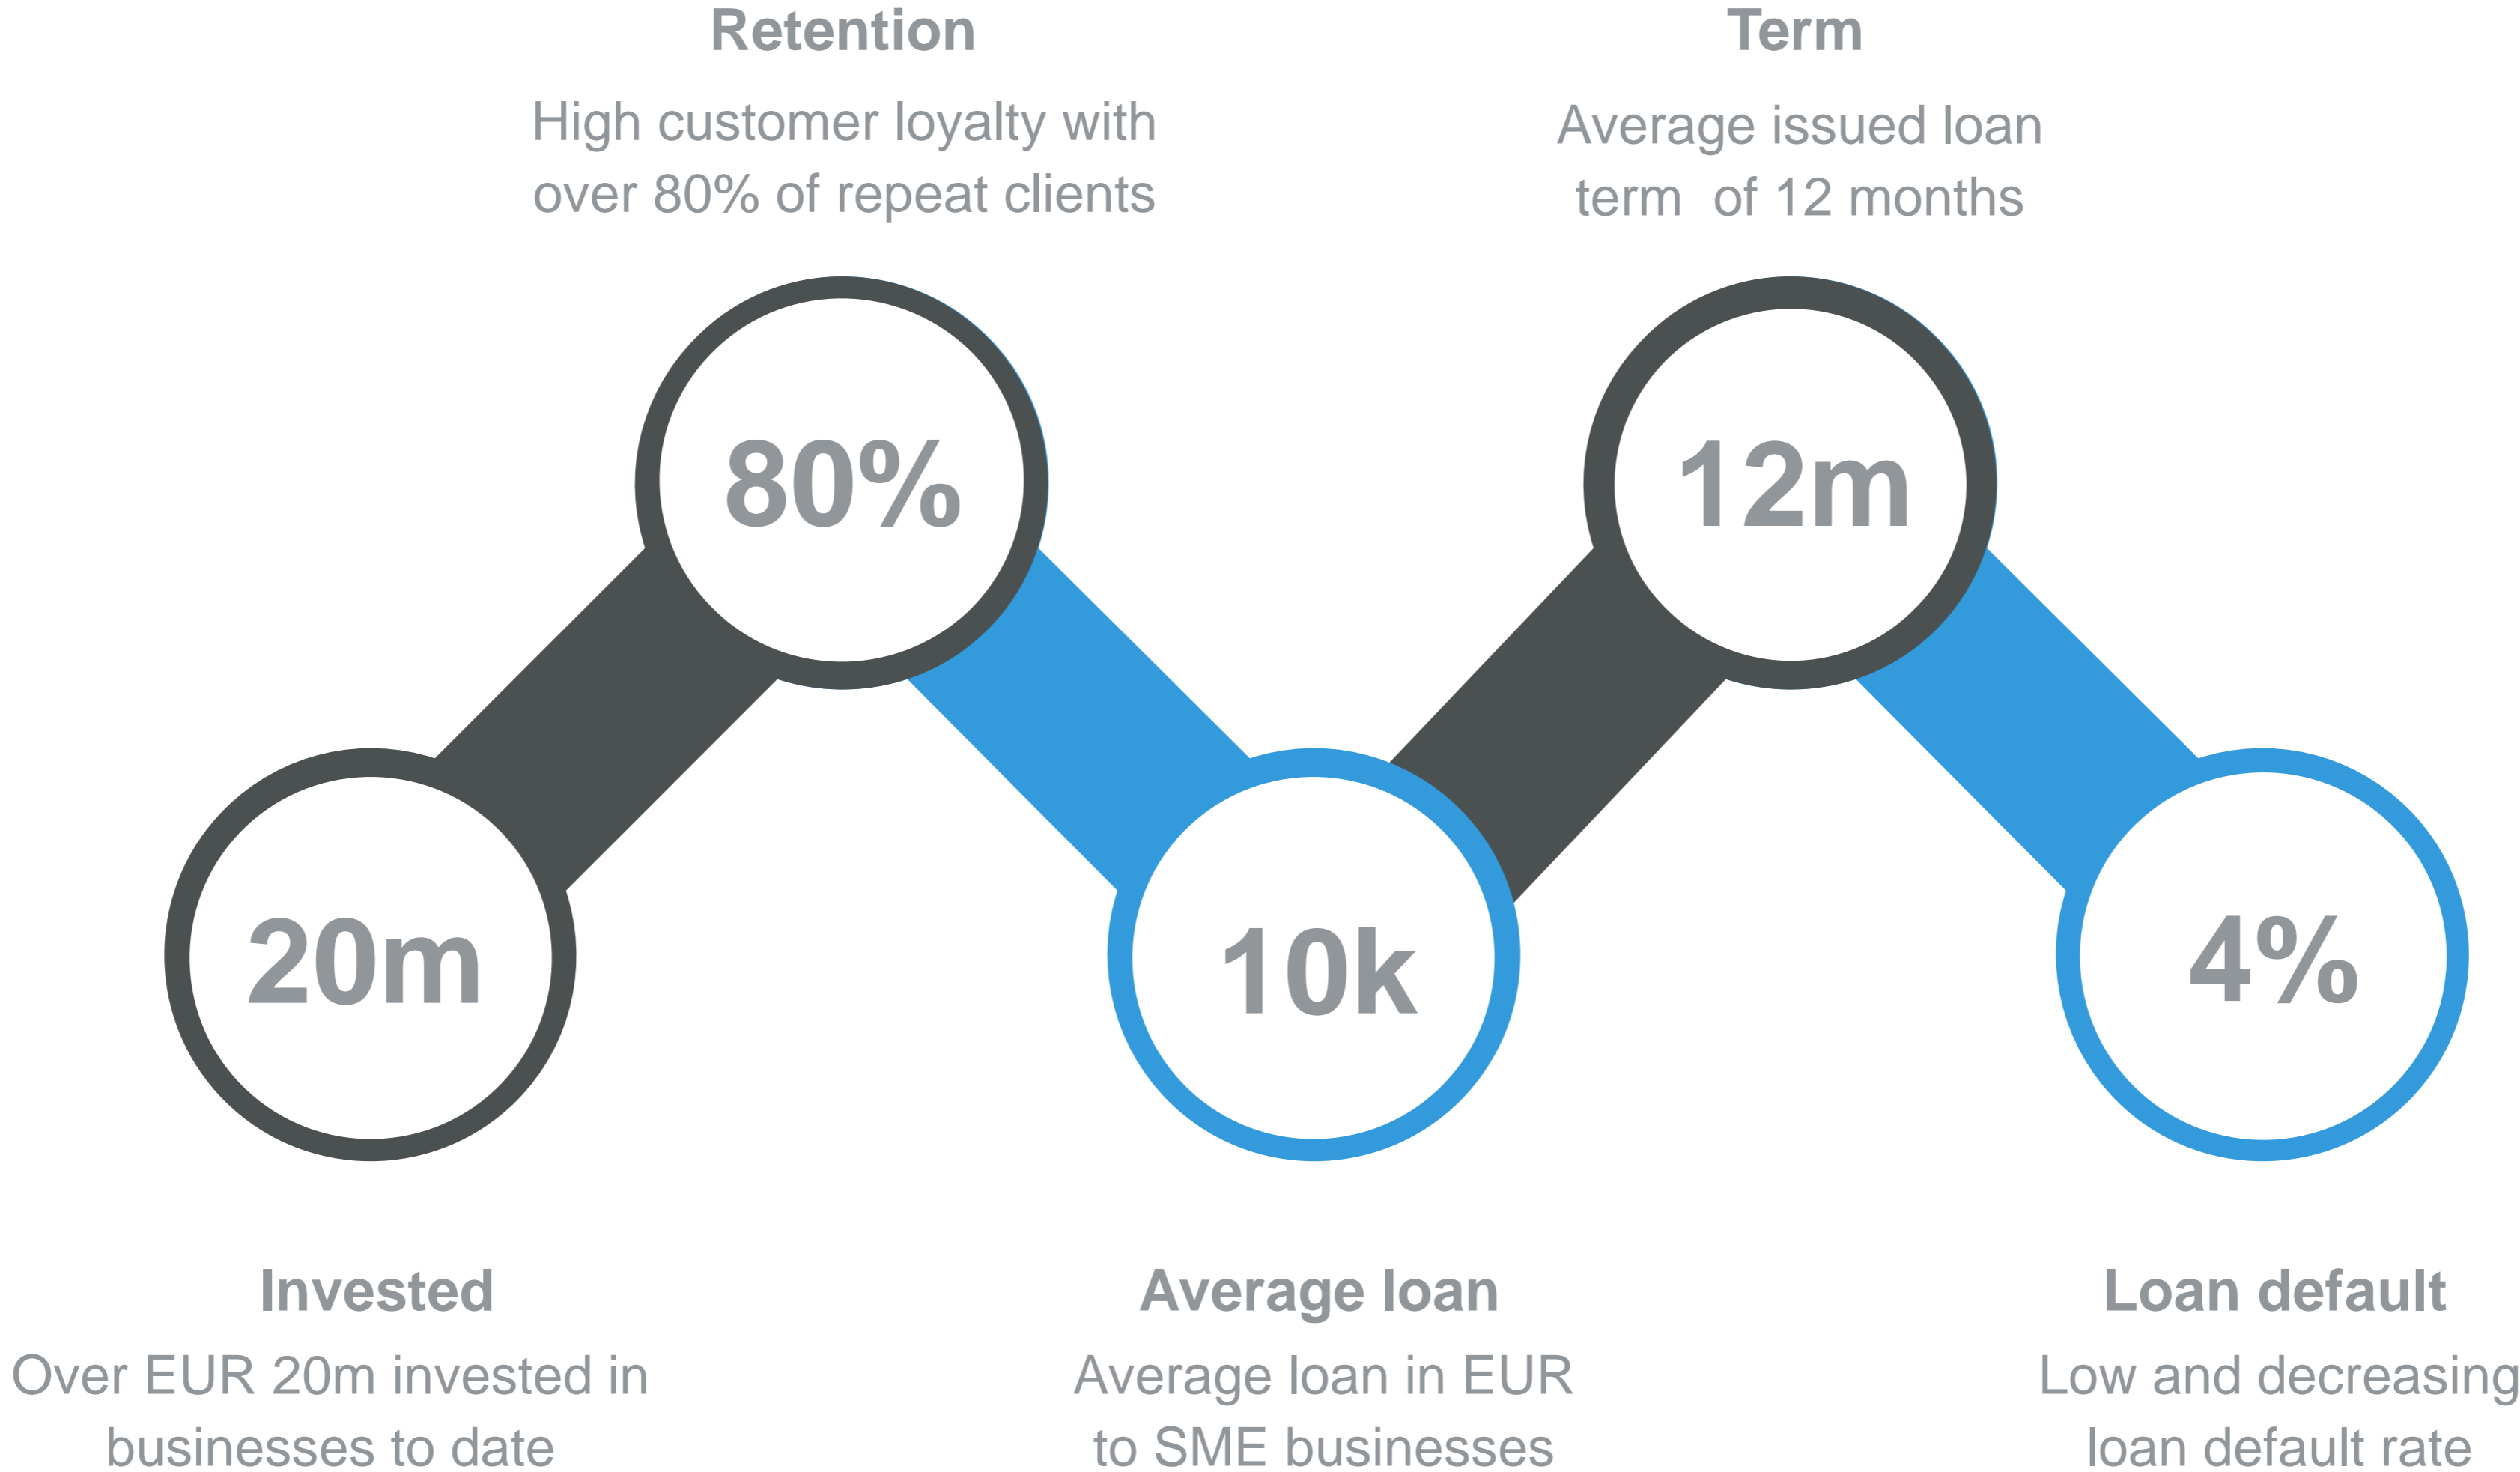 Retention
High customer loyalty with
over 80% of repeat clients
Term
Average issued loan
term  of 12 months
80%
12m
20m
10k
4%
Invested
Over EUR 20m invested in
businesses to date
Average loan
Average loan in EUR
to SME businesses
Loan default
Low and decreasing
loan default rate